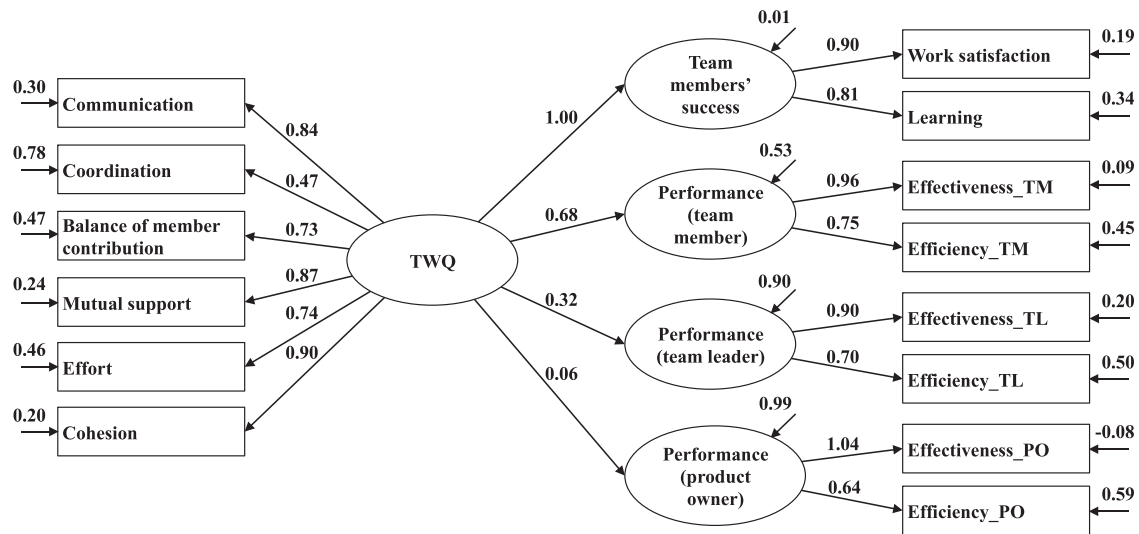 0.30
Communication
0.84
0.78
Coordination
0.47
0.47
Balance of member
contribution
0.73
0.24
Mutual support
0.87
0.46
Effort
0.74
0.20
Cohesion
0.90
TWQ
1.00
0.01
Team
members'
success
0.90
Work satisfaction
0.19
0.81
Learning
0.34
0.68
0.53
Performance
(team
member)
0.96
Effectiveness_TM
0.09
0.75
Efficiency_TM
0.45
0.32
0.90
Performance
(team leader)
0.90
Effectiveness_TL
0.20
0.70
Efficiency_TL
0.50
0.06
0.99
Performance
(product
owner)
1.04
Effectiveness_PO
-0.08
0.64
Efficiency_PO
0.59